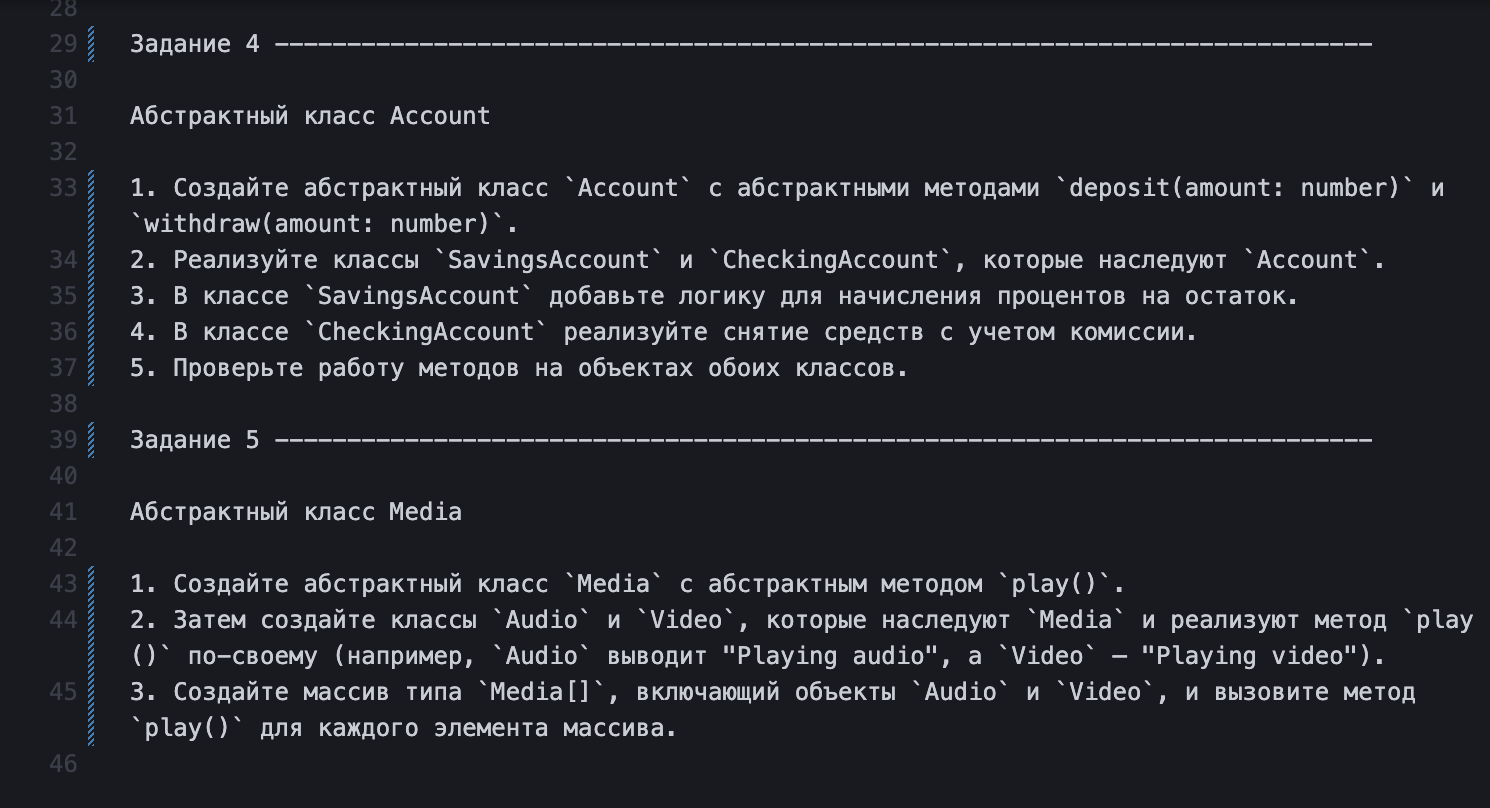 28
29 Задание 4 ----------------------------------------------------------------------------
30
31 Абстрактный класс Account
32
33 1. Создайте абстрактный класс `Account` с абстрактными методами `deposit(amount: number)` и
`withdraw(amount: number)`.
34 2. Реализуйте классы `SavingsAccount` и `CheckingAccount`, которые наследуют `Account`.
35 3. В классе `SavingsAccount` добавьте логику для начисления процентов на остаток.
36 4. В классе `CheckingAccount` реализуйте снятие средств с учетом комиссии.
37 5. Проверьте работу методов на объектах обоих классов.
38
39 Задание 5 ----------------------------------------------------------------------------
40
41 Абстрактный класс Media
42
43 1. Создайте абстрактный класс `Media` с абстрактным методом `play()`.
44 2. Затем создайте классы `Audio` и `Video`, которые наследуют `Media` и реализуют метод `play
()` по-своему (например, `Audio` выводит "Playing audio", а `Video` — "Playing video").
45 3. Создайте массив типа `Media[]`, включающий объекты `Audio` и `Video`, и вызовите метод
`play()` для каждого элемента массива.
46